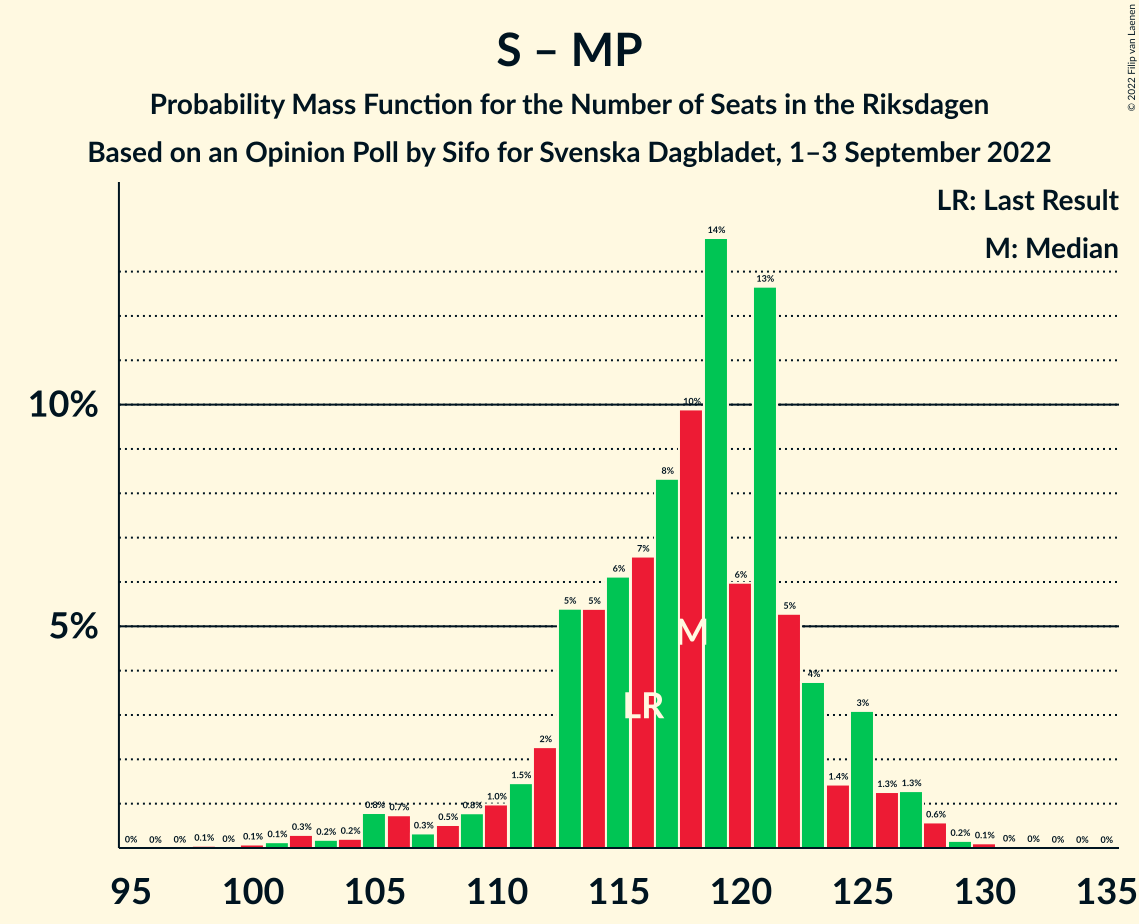 S – MP
Probability Mass Function for the Number of Seats in the Riksdagen
Based on an Opinion Poll by Sifo for Svenska Dagbladet, 1–3 September 2022
© 2022 Filip van Laenen
LR: Last Result
M: Median
10%
5%
0% 0% 0% 0.1% 0% 0.1% 0.1% 0.3% 0.2% 0.2% 0.8% 0.7% 0.3% 0.5% 0.8% 1.0% 1.5% 2% 5% 5% 6% 7% 8% 10% 14% 6% 13% 5% 4% 1.4% 3% 1.3% 1.3% 0.6% 0.2% 0.1% 0% 0% 0% 0% 0%
M
LR
95 100 105 110 115 120 125 130 135